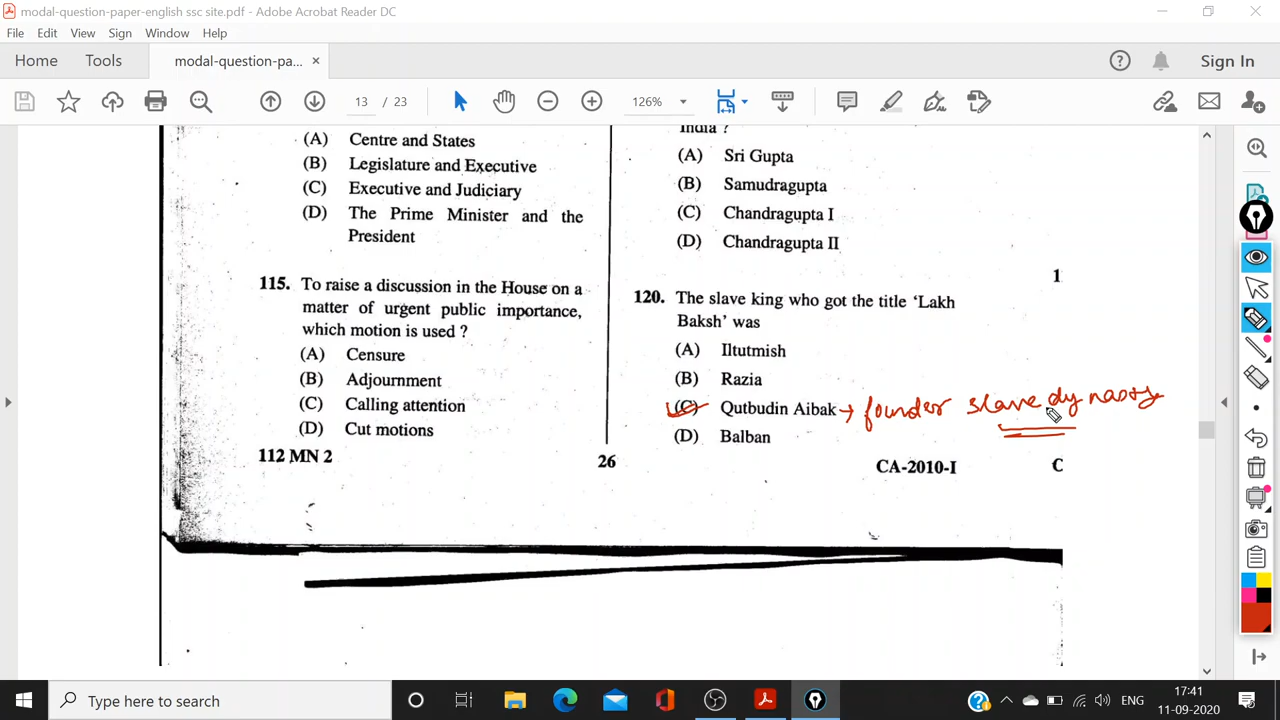 modal-question-paper-english ssc site.pdf - Adobe Acrobat Reader DC
File Edit View Sign Window Help
Home Tools modal-question-pa... × Sign In
13 / 23 126%
(A) Centre and States
(B) Legislature and Executive
(C) Executive and Judiciary
(D) The Prime Minister and the
President
115. To raise a discussion in the House on a
matter of urgent public importance,
which motion is used ?
(A) Censure
(B) Adjournment
(C) Calling attention
(D) Cut motions
112 MN 2
26
India ?
(A) Sri Gupta
(B) Samudragupta
(C) Chandragupta I
(D) Chandragupta II
1
120. The slave king who got the title ‘Lakh
Baksh’ was
(A) Iltutmish
(B) Razia
(C) Qutbudin Aibak → founder slave dynasty
(D) Balban
CA-2010-I
C
Type here to search
ENG
17:41
11-09-2020